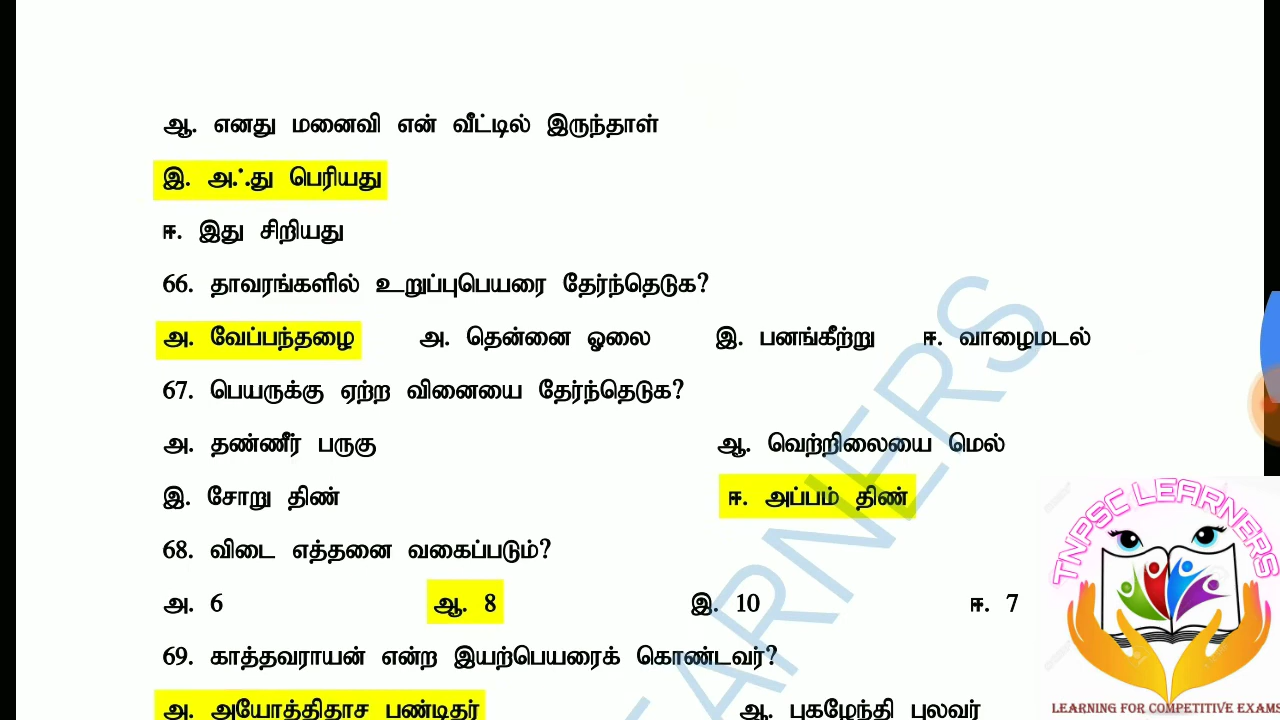 ஆ. எனது மனைவி என் வீட்டில் இருந்தாள்
இ. அஃது பெரியது
ஈ. இது சிறியது
66. தாவரங்களில் உறுப்புபெயரை தேர்ந்தெடுக?
அ. வேப்பந்தழை அ. தென்னை ஓலை இ. பனங்கீற்று ஈ. வாழைமடல்
67. பெயருக்கு ஏற்ற வினையை தேர்ந்தெடுக?
அ. தண்ணீர் பருகு ஆ. வெற்றிலையை மெல்
இ. சோறு திண் ஈ. அப்பம் திண்
68. விடை எத்தனை வகைப்படும்?
அ. 6 ஆ. 8 இ. 10 ஈ. 7
69. காத்தவராயன் என்ற இயற்பெயரைக் கொண்டவர்?
அ. அயோத்திதாச பண்டிதர் ஆ. புகழேந்தி புலவர்
EARNERS
TNPSC LEARNERS
LEARNING FOR COMPETITIVE EXAMS